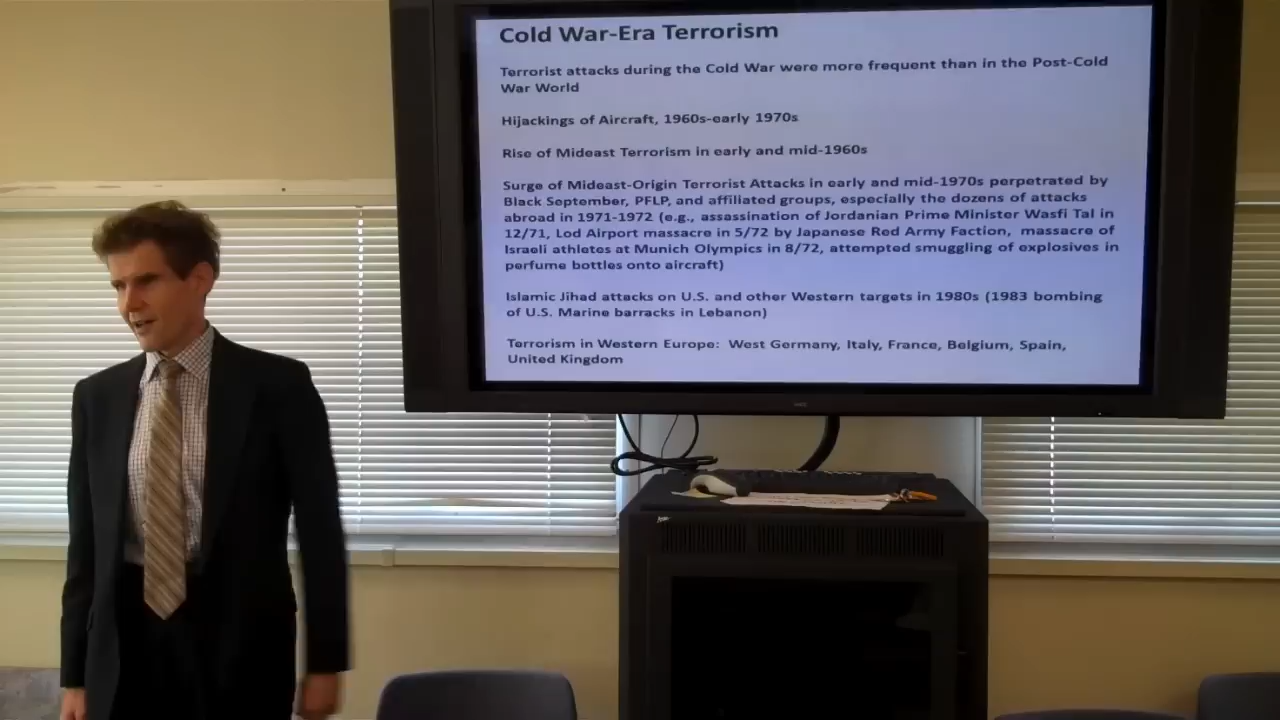 Cold War-Era Terrorism
Terrorist attacks during the Cold War were more frequent than in the Post-Cold
War World
Hijackings of Aircraft, 1960s-early 1970s
Rise of Mideast Terrorism in early and mid-1960s
Surge of Mideast-Origin Terrorist Attacks in early and mid-1970s perpetrated by
Black September, PFLP, and affiliated groups, especially the dozens of attacks
abroad in 1971-1972 (e.g., assassination of Jordanian Prime Minister Wasfi Tal in
12/71, Lod Airport massacre in 5/72 by Japanese Red Army Faction, massacre of
Israeli athletes at Munich Olympics in 8/72, attempted smuggling of explosives in
perfume bottles onto aircraft)
Islamic Jihad attacks on U.S. and other Western targets in 1980s (1983 bombing
of U.S. Marine barracks in Lebanon)
Terrorism in Western Europe: West Germany, Italy, France, Belgium, Spain,
United Kingdom